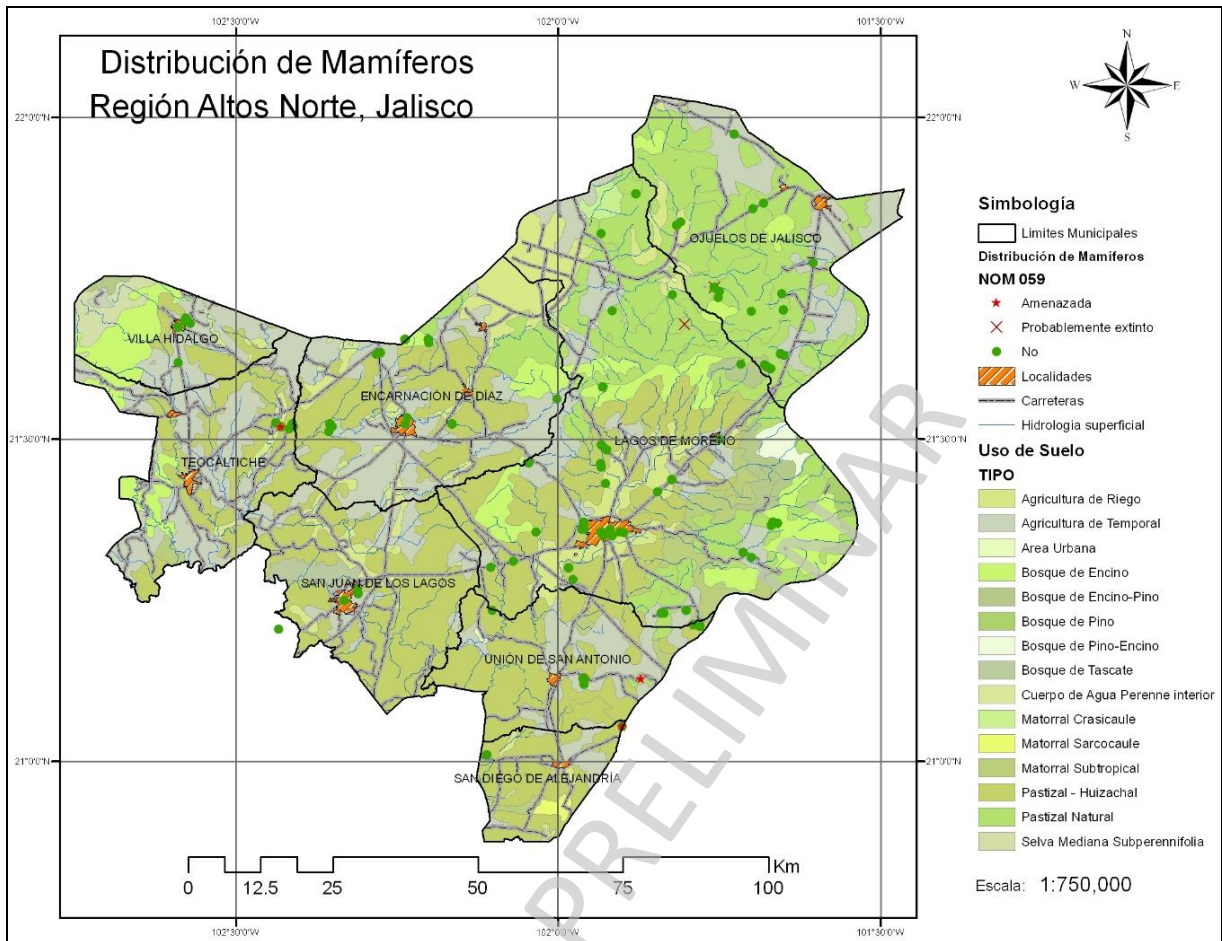 102°30'0"W
102°0'0"W
101°30'0"W
Distribución de Mamíferos
Región Altos Norte, Jalisco
N
W
E
S
22°0'0"N
22°0'0"N
OJUELOS DE JALISCO
VILLA HIDALGO
ENCARNACIÓN DE DÍAZ
21°30'0"N
21°30'0"N
LAGOS DE MORENO
TEOCALTICHE
SAN JUAN DE LOS LAGOS
UNIÓN DE SAN ANTONIO
21°0'0"N
21°0'0"N
SAN DIEGO DE ALEJANDRÍA
Km
0
12.5
25
50
75
100
102°30'0"W
102°0'0"W
101°30'0"W
Simbología
Limites Municipales
Distribución de Mamíferos
NOM 059
Amenazada
Probablemente extinto
No
Localidades
Carreteras
Hidrología superficial
Uso de Suelo
TIPO
Agricultura de Riego
Agricultura de Temporal
Area Urbana
Bosque de Encino
Bosque de Encino-Pino
Bosque de Pino
Bosque de Pino-Encino
Bosque de Tascate
Cuerpo de Agua Perenne interior
Matorral Crasicaule
Matorral Sarcocaule
Matorral Subtropical
Pastizal - Huizachal
Pastizal Natural
Selva Mediana Subperennifolia
Escala: 1:750,000
PRELIMINAR